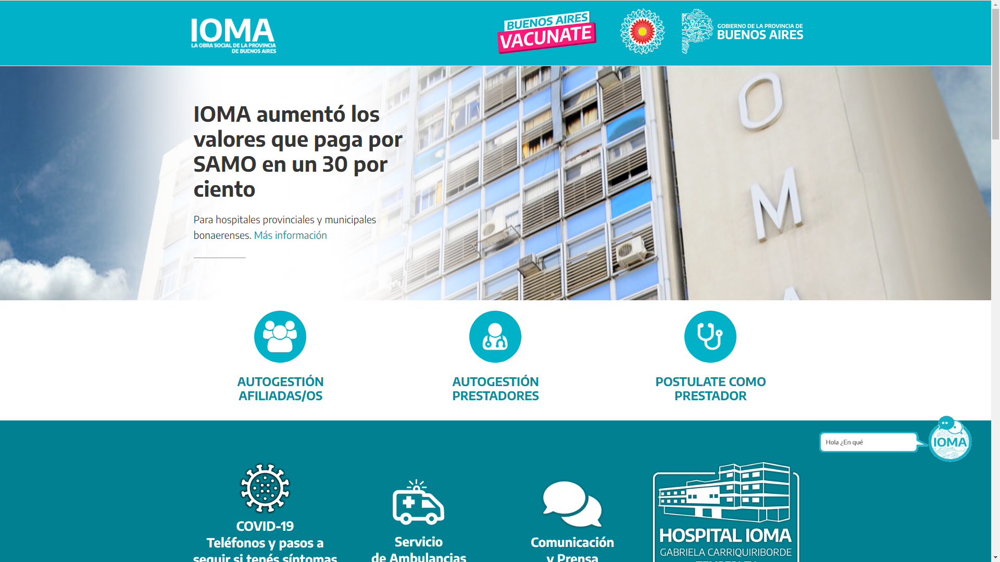 IOMA
LA OBRA SOCIAL DE LA PROVINCIA
DE BUENOS AIRES
BUENOS AIRES
VACUNATE
GOBIERNO DE LA PROVINCIA DE
BUENOS AIRES
IOMA aumentó los
valores que paga por
SAMO en un 30 por
ciento
Para hospitales provinciales y municipales
bonaerenses. Más información
O
M
A
AUTOGESTIÓN
AFILIADAS/OS
AUTOGESTIÓN
PRESTADORES
POSTULATE COMO
PRESTADOR
Hola ¿En qué
IOMA
COVID-19
Teléfonos y pasos a
seguir si tenés síntomas
Servicio
de Ambulancias
Comunicación
y Prensa
HOSPITAL IOMA
GABRIELA CARRIQUIRIBORDE